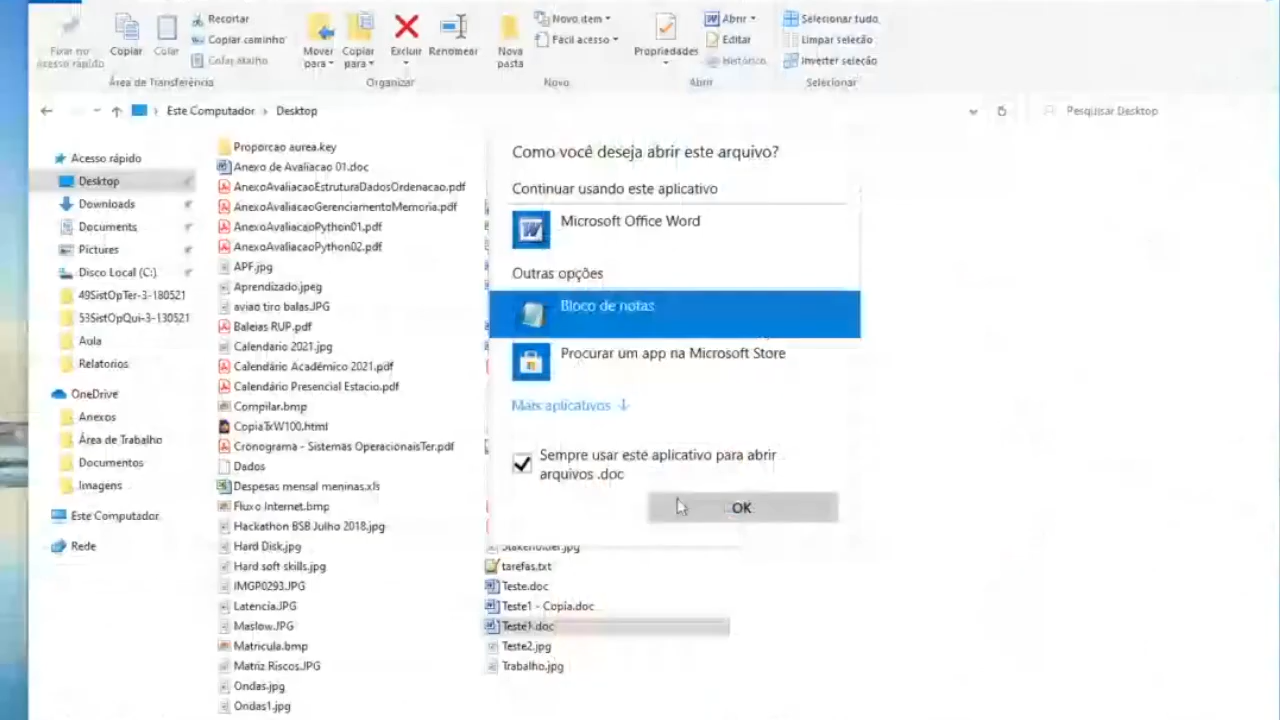 Recortar
Copiar caminho
Colar atalho
Fixar no
acesso rápido
Copiar
Colar
Mover
para
Copiar
para
Excluir
Renomear
Nova
pasta
Novo item
Fácil acesso
Propriedades
Abrir
Editar
Histórico
Selecionar tudo
Limpar seleção
Inverter seleção
Área de Transferência
Organizar
Novo
Abrir
Selecionar
Este Computador
Desktop
Pesquisar Desktop
Acesso rápido
Desktop
Downloads
Documents
Pictures
Disco Local (C:)
49SistOpTer-3-180521
53SistOpQui-3-130521
Aula
Relatorios
OneDrive
Anexos
Área de Trabalho
Documentos
Imagens
Este Computador
Rede
Proporcao aurea.key
Anexo de Avaliacao 01.doc
AnexoAvaliacaoEstruturaDadosOrdenacao.pdf
AnexoAvaliacaoGerenciamentoMemoria.pdf
AnexoAvaliacaoPython01.pdf
AnexoAvaliacaoPython02.pdf
APF.jpg
Aprendizado.jpeg
aviao tiro balas.JPG
Baleias RUP.pdf
Calendario 2021.jpg
Calendário Acadêmico 2021.pdf
Calendário Presencial Estacio.pdf
Compilar.bmp
CopiaTxW100.html
Cronograma - Sistemas OperacionaisTer.pdf
Dados
Despesas mensal meninas.xls
Fluxo Internet.bmp
Hackathon BSB Julho 2018.jpg
Hard Disk.jpg
Hard soft skills.jpg
IMGP0293.JPG
Latencia.JPG
Maslow.JPG
Matricula.bmp
Matriz Riscos.JPG
Ondas.jpg
Ondas1.jpg
Stakeholder.jpg
tarefas.txt
Teste.doc
Teste1 - Copia.doc
Teste1.doc
Teste2.jpg
Trabalho.jpg
Como você deseja abrir este arquivo?
Continuar usando este aplicativo
Microsoft Office Word
Outras opções
Bloco de notas
Procurar um app na Microsoft Store
Mais aplicativos ↓
Sempre usar este aplicativo para abrir
arquivos .doc
OK